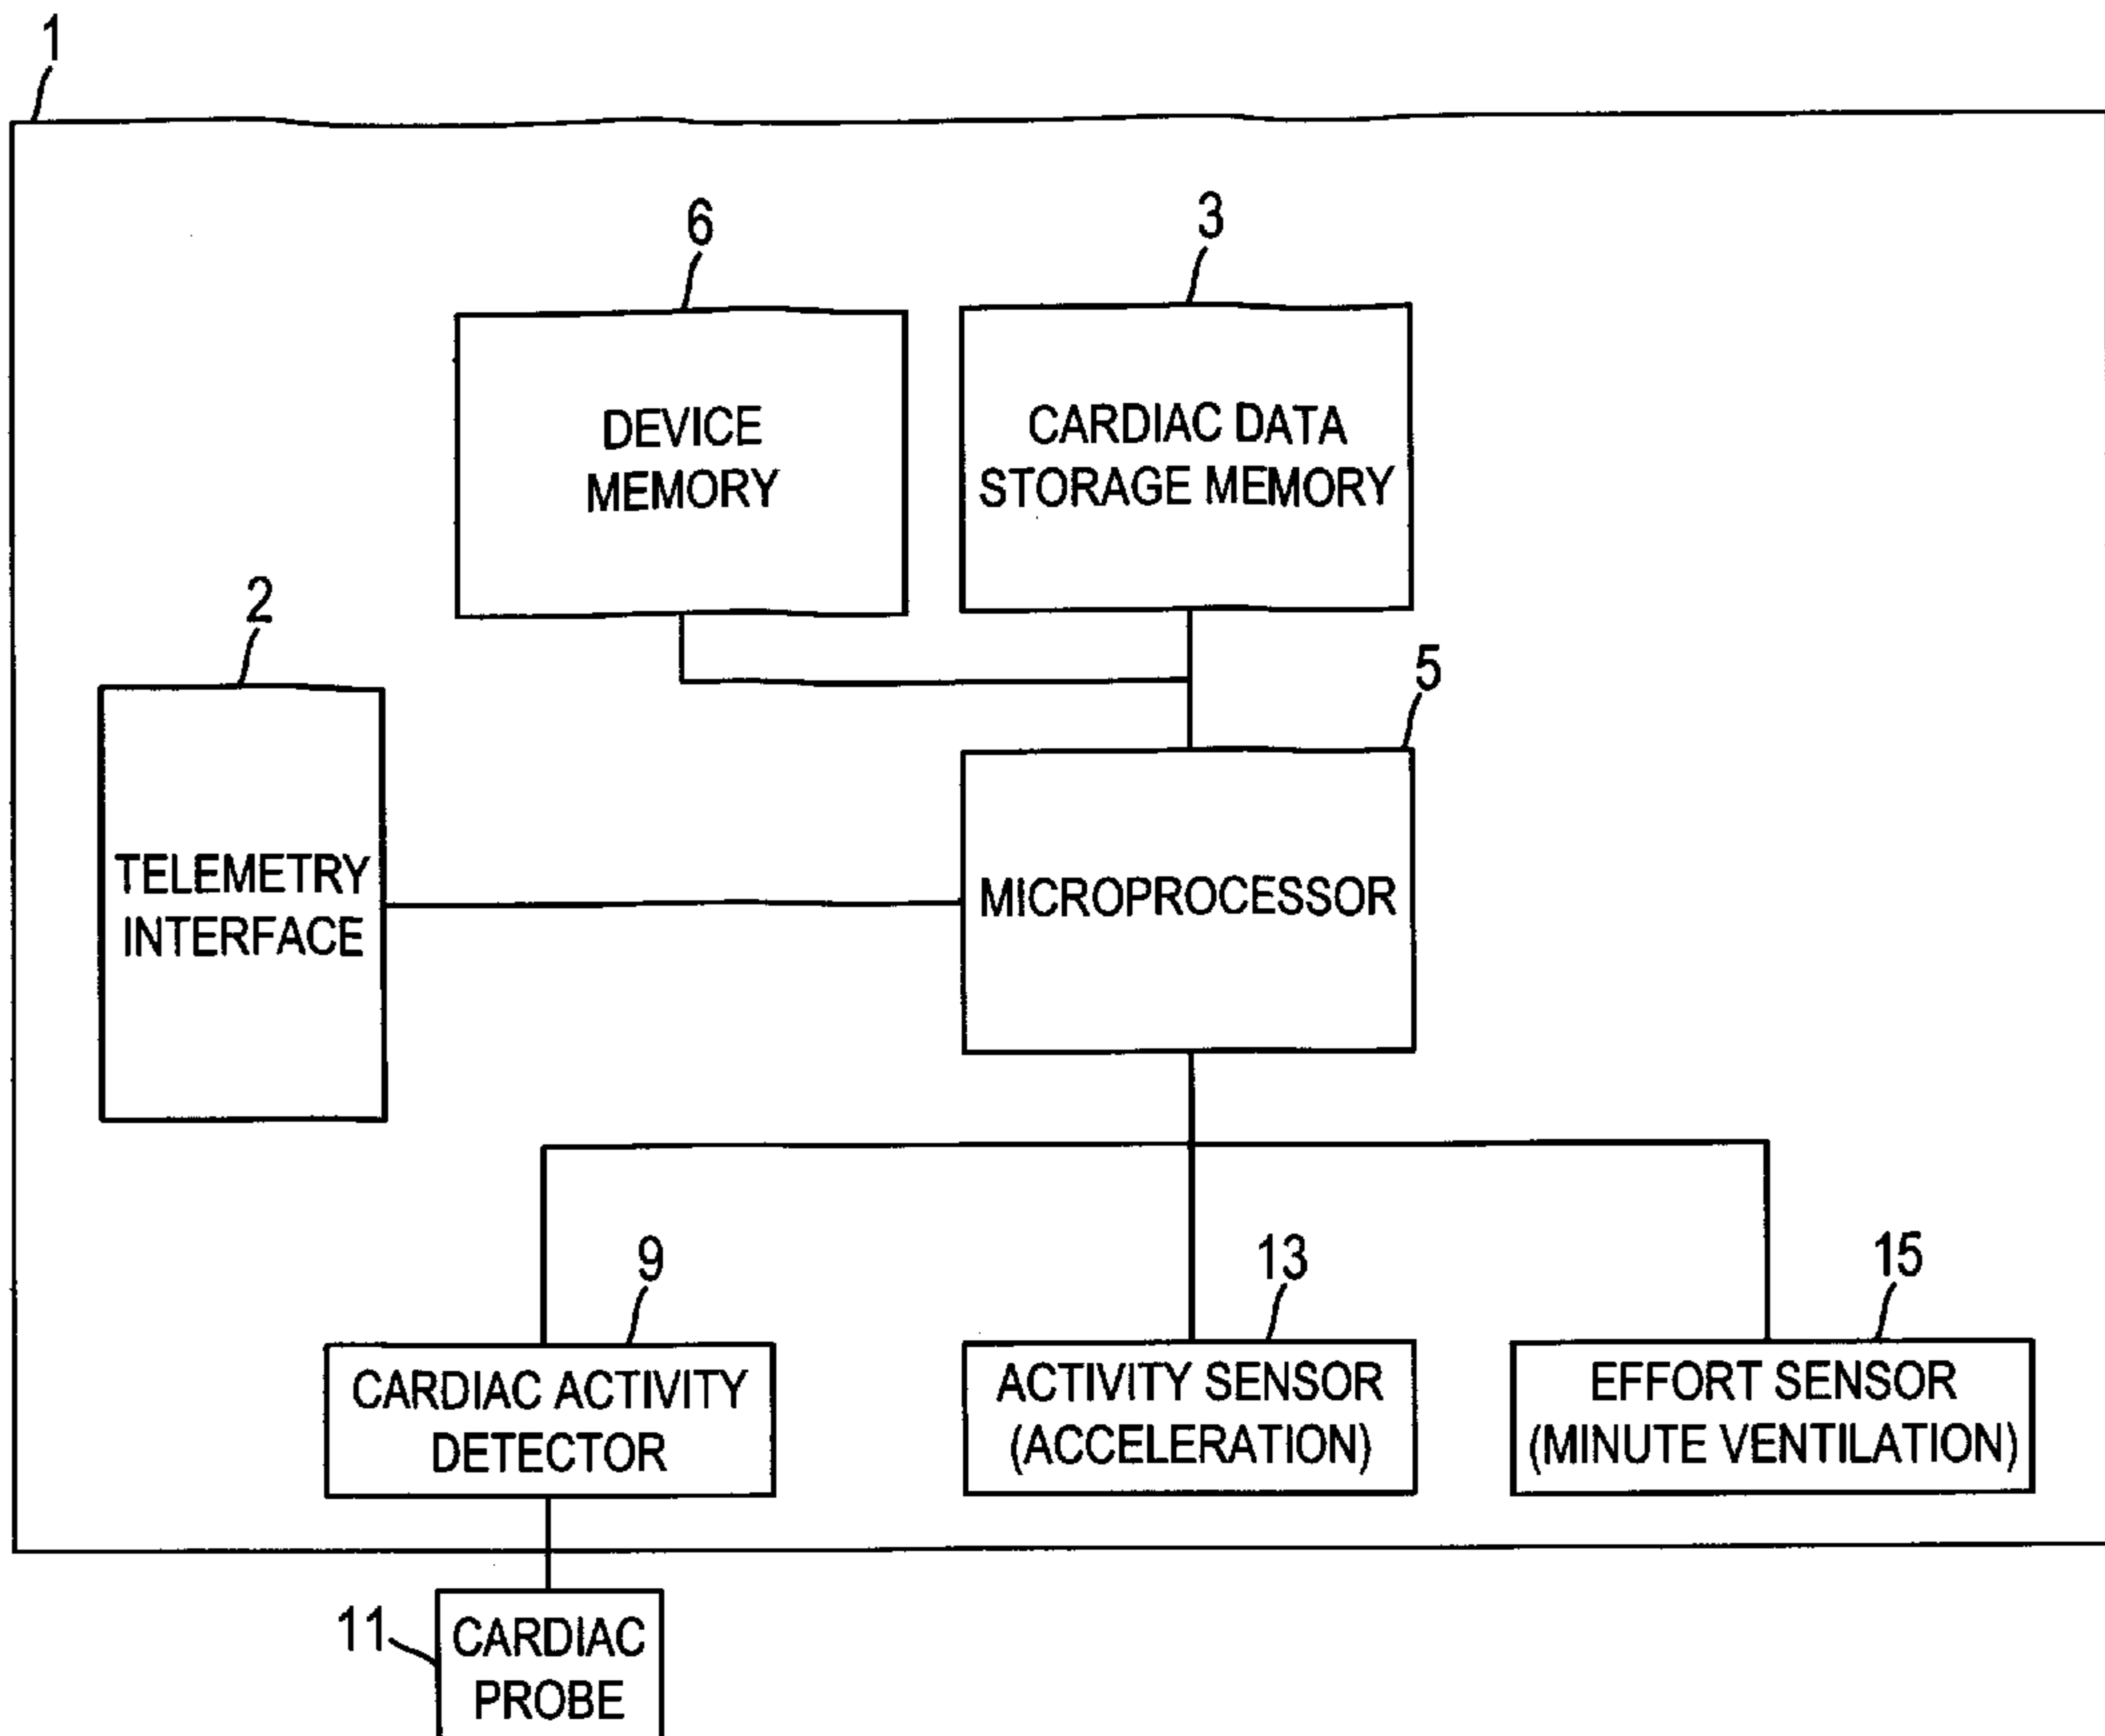 1
6
3
DEVICE
MEMORY
CARDIAC DATA
STORAGE MEMORY
2
5
TELEMETRY
INTERFACE
MICROPROCESSOR
9
13
15
CARDIAC ACTIVITY
DETECTOR
ACTIVITY SENSOR
(ACCELERATION)
EFFORT SENSOR
(MINUTE VENTILATION)
11
CARDIAC
PROBE